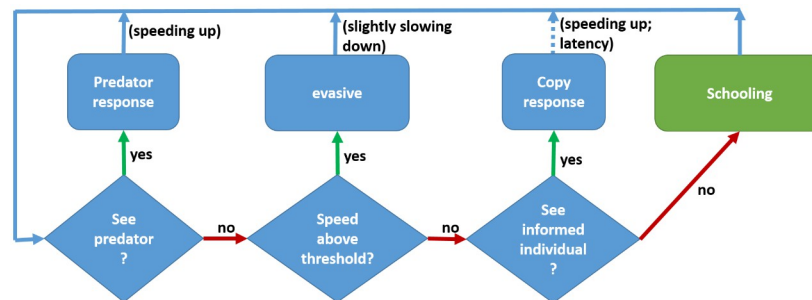 (speeding up)
(slightly slowing
down)
(speeding up;
latency)
Predator
response
evasive
Copy
response
Schooling
yes
yes
yes
no
See
predator
?
no
Speed
above
threshold?
no
See
informed
individual
?